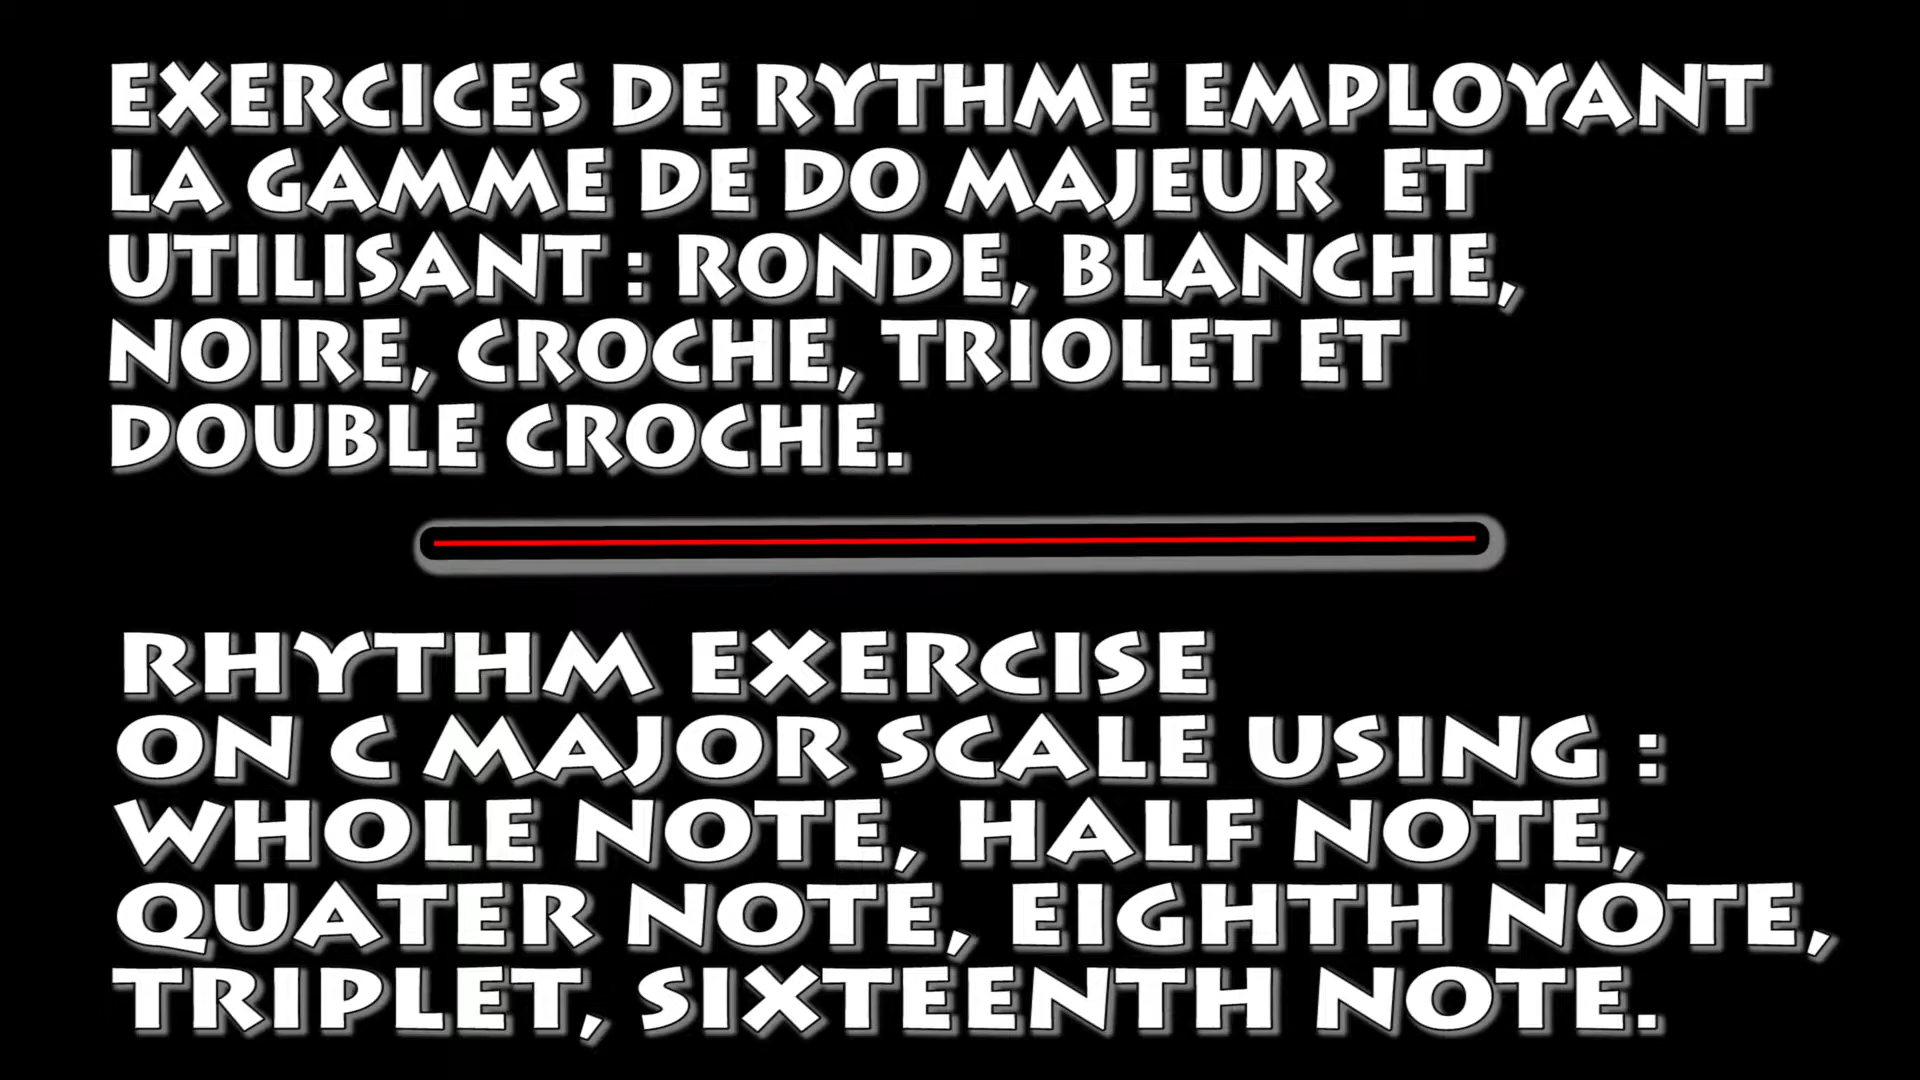 EXERCICES DE RYTHME EMPLOYANT
LA GAMME DE DO MAJEUR ET
UTILISANT : RONDE, BLANCHE,
NOIRE, CROCHE, TRIOLET ET
DOUBLE CROCHE.
RHYTHM EXERCISE
ON C MAJOR SCALE USING :
WHOLE NOTE, HALF NOTE,
QUATER NOTE, EIGHTH NOTE,
TRIPLET, SIXTEENTH NOTE.